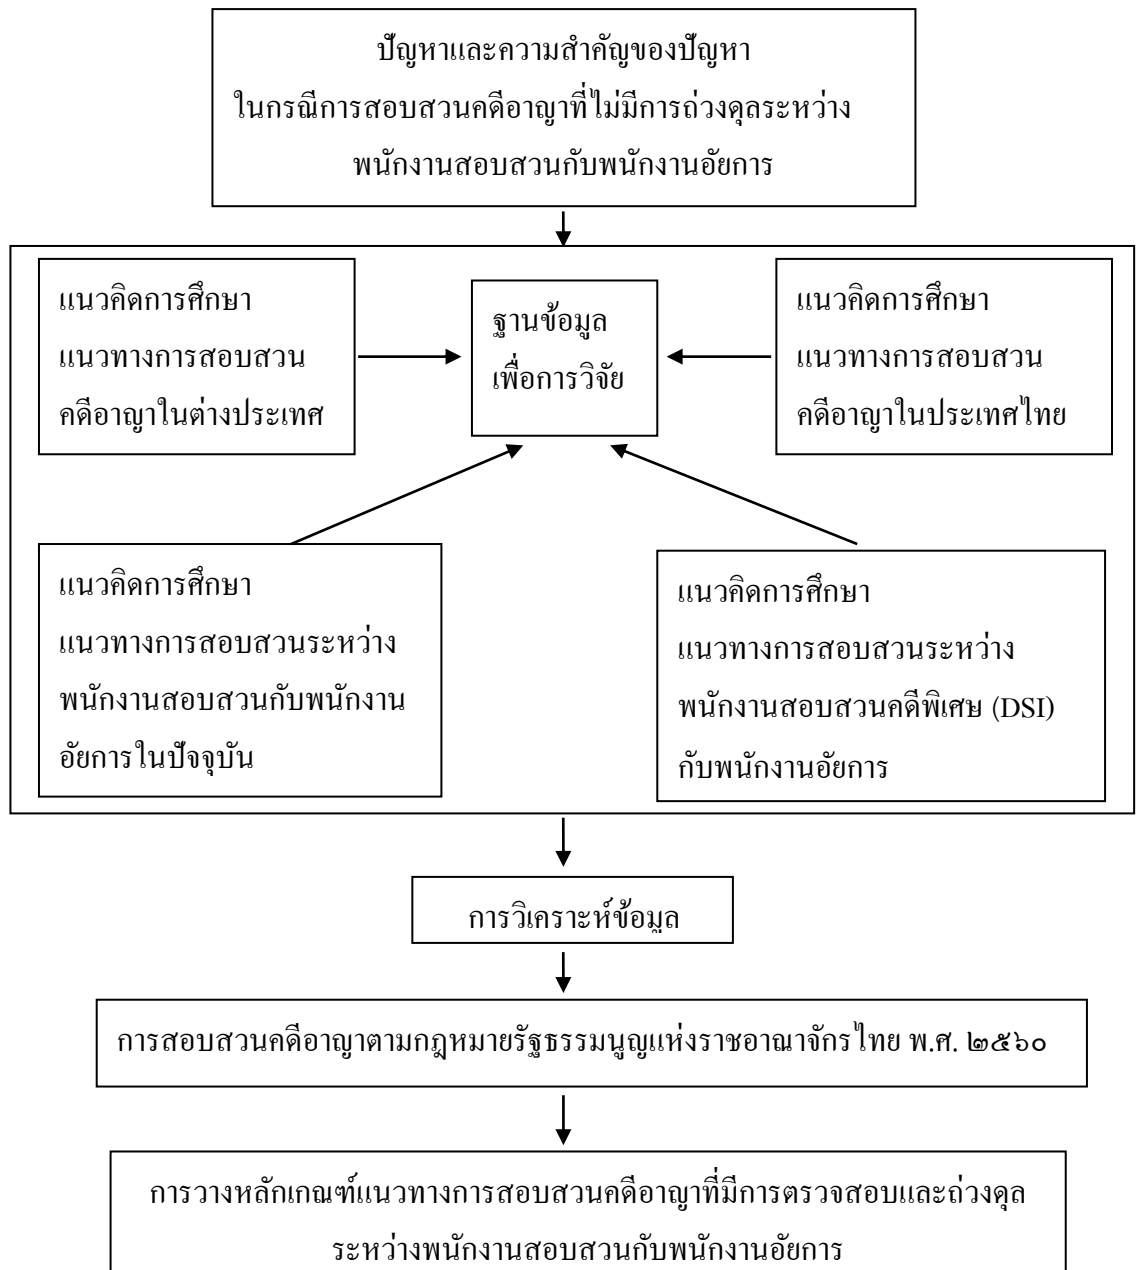 ปัญหาและความสำคัญของปัญหา
ในกรณีการสอบสวนคดีอาญาที่ไม่มีการถ่วงดุลระหว่าง
พนักงานสอบสวนกับพนักงานอัยการ
แนวคิดการศึกษา
แนวทางการสอบสวน
คดีอาญาในต่างประเทศ
ฐานข้อมูล
เพื่อการวิจัย
แนวคิดการศึกษา
แนวทางการสอบสวน
คดีอาญาในประเทศไทย
แนวคิดการศึกษา
แนวทางการสอบสวนระหว่าง
พนักงานสอบสวนกับพนักงาน
อัยการในปัจจุบัน
แนวคิดการศึกษา
แนวทางการสอบสวนระหว่าง
พนักงานสอบสวนคดีพิเศษ (DSI)
กับพนักงานอัยการ
การวิเคราะห์ข้อมูล
การสอบสวนคดีอาญาตามกฎหมายรัฐธรรมนูญแห่งราชอาณาจักรไทย พ.ศ. ๒๕๖๐
การวางหลักเกณฑ์แนวทางการสอบสวนคดีอาญาที่มีการตรวจสอบและถ่วงดุล
ระหว่างพนักงานสอบสวนกับพนักงานอัยการ